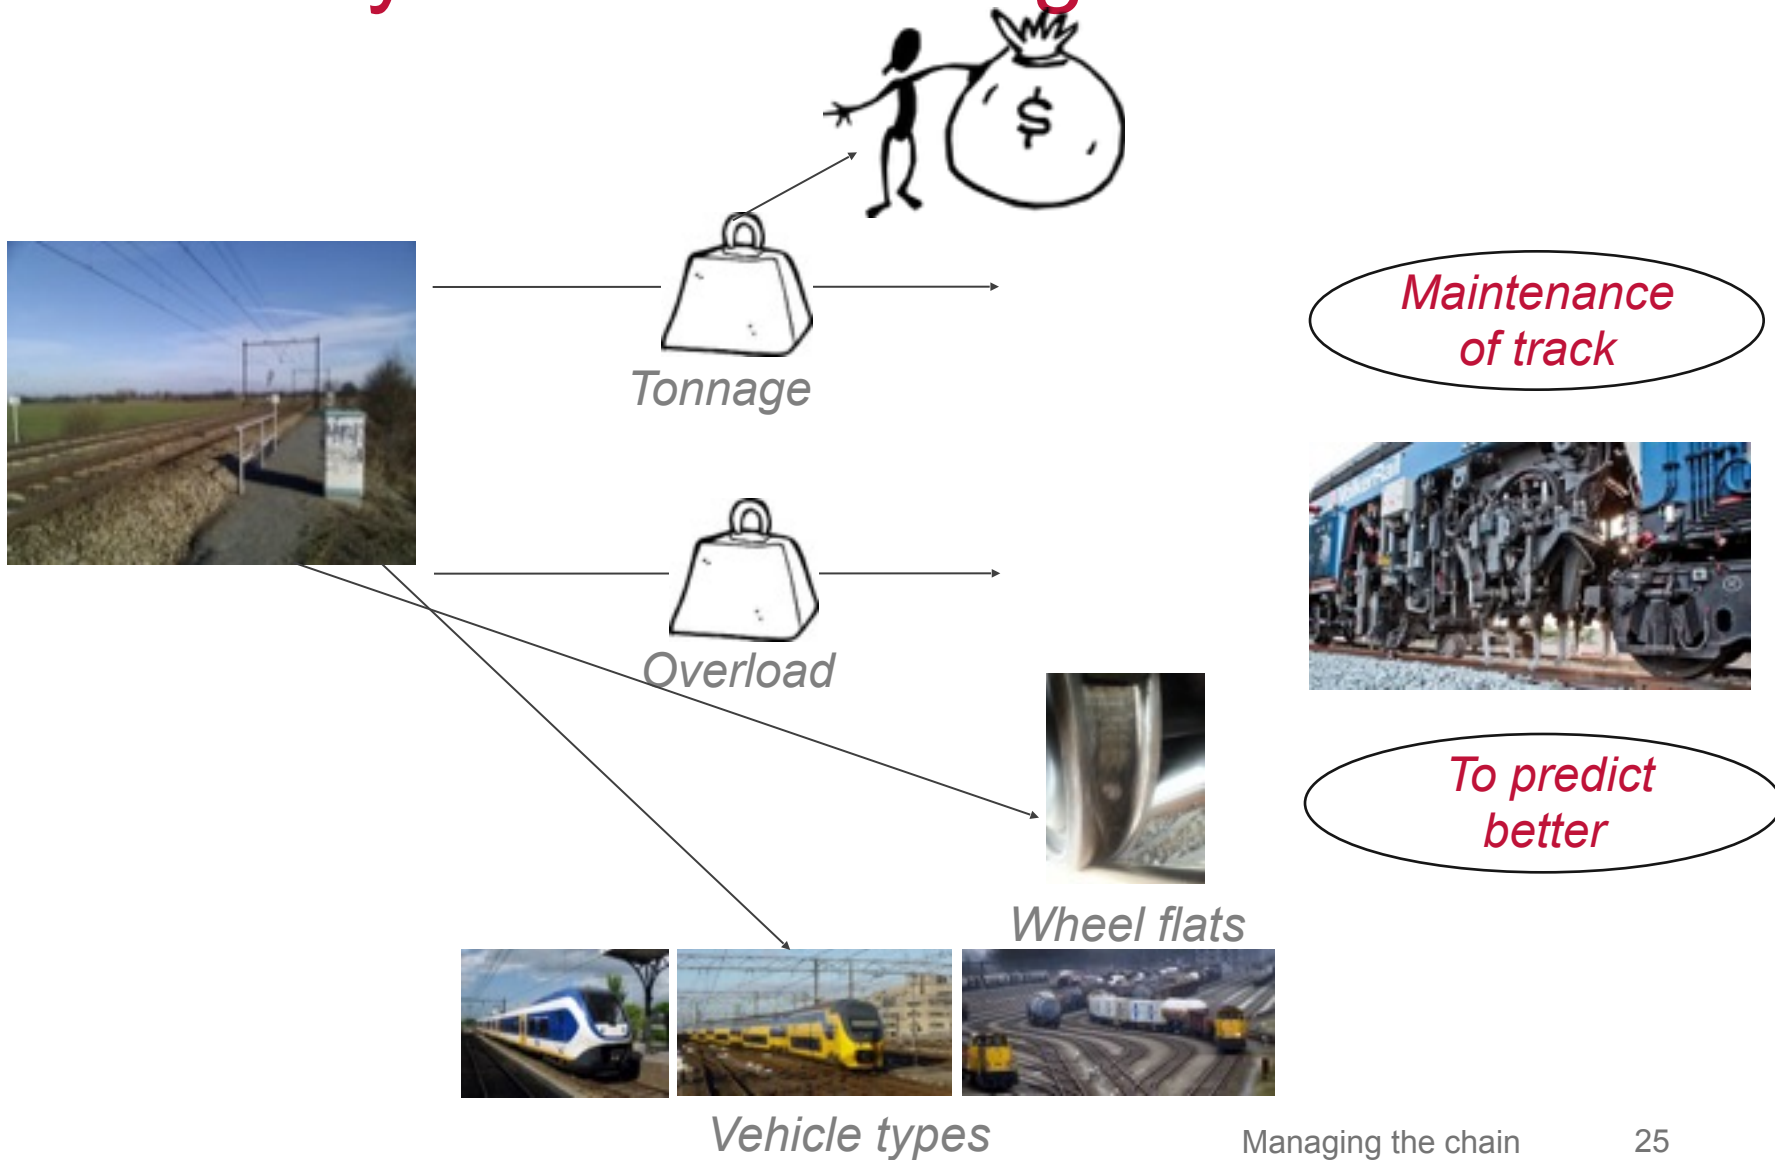 $
Tonnage
Maintenance
of track
Overload
To predict
better
Wheel flats
Vehicle types
Managing the chain 25